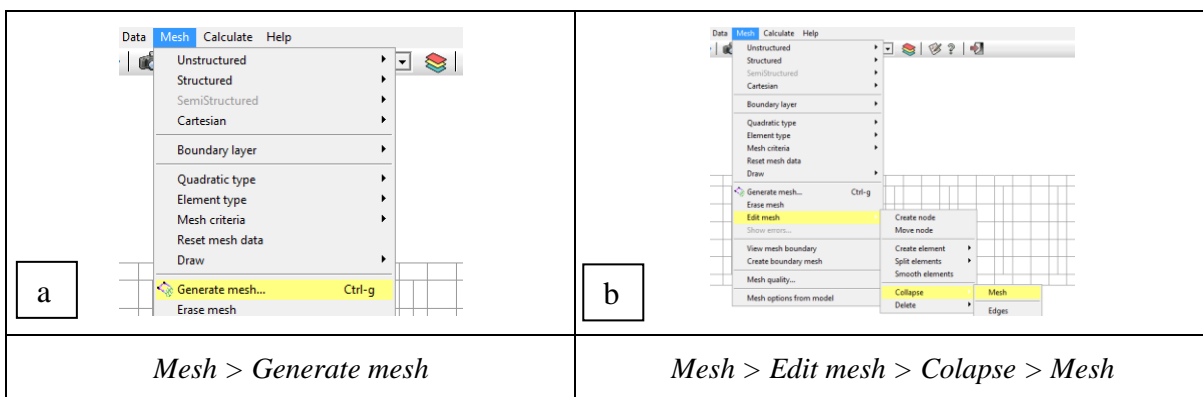 Data Mesh Calculate Help
Unstructured
Structured
SemiStructured
Cartesian
Boundary layer
Quadratic type
Element type
Mesh criteria
Reset mesh data
Draw
Generate mesh... Ctrl-g
Erase mesh
a
Mesh > Generate mesh
Data Mesh Calculate Help
Unstructured
Structured
SemiStructured
Cartesian
Boundary layer
Quadratic type
Element type
Mesh criteria
Reset mesh data
Draw
Generate mesh... Ctrl-g
Erase mesh
Edit mesh
Show errors...
View mesh boundary
Create boundary mesh
Mesh quality...
Mesh options from model
Create node
Move node
Create element
Split elements
Smooth elements
Collapse
Delete
Mesh
Edges
b
Mesh > Edit mesh > Colapse > Mesh